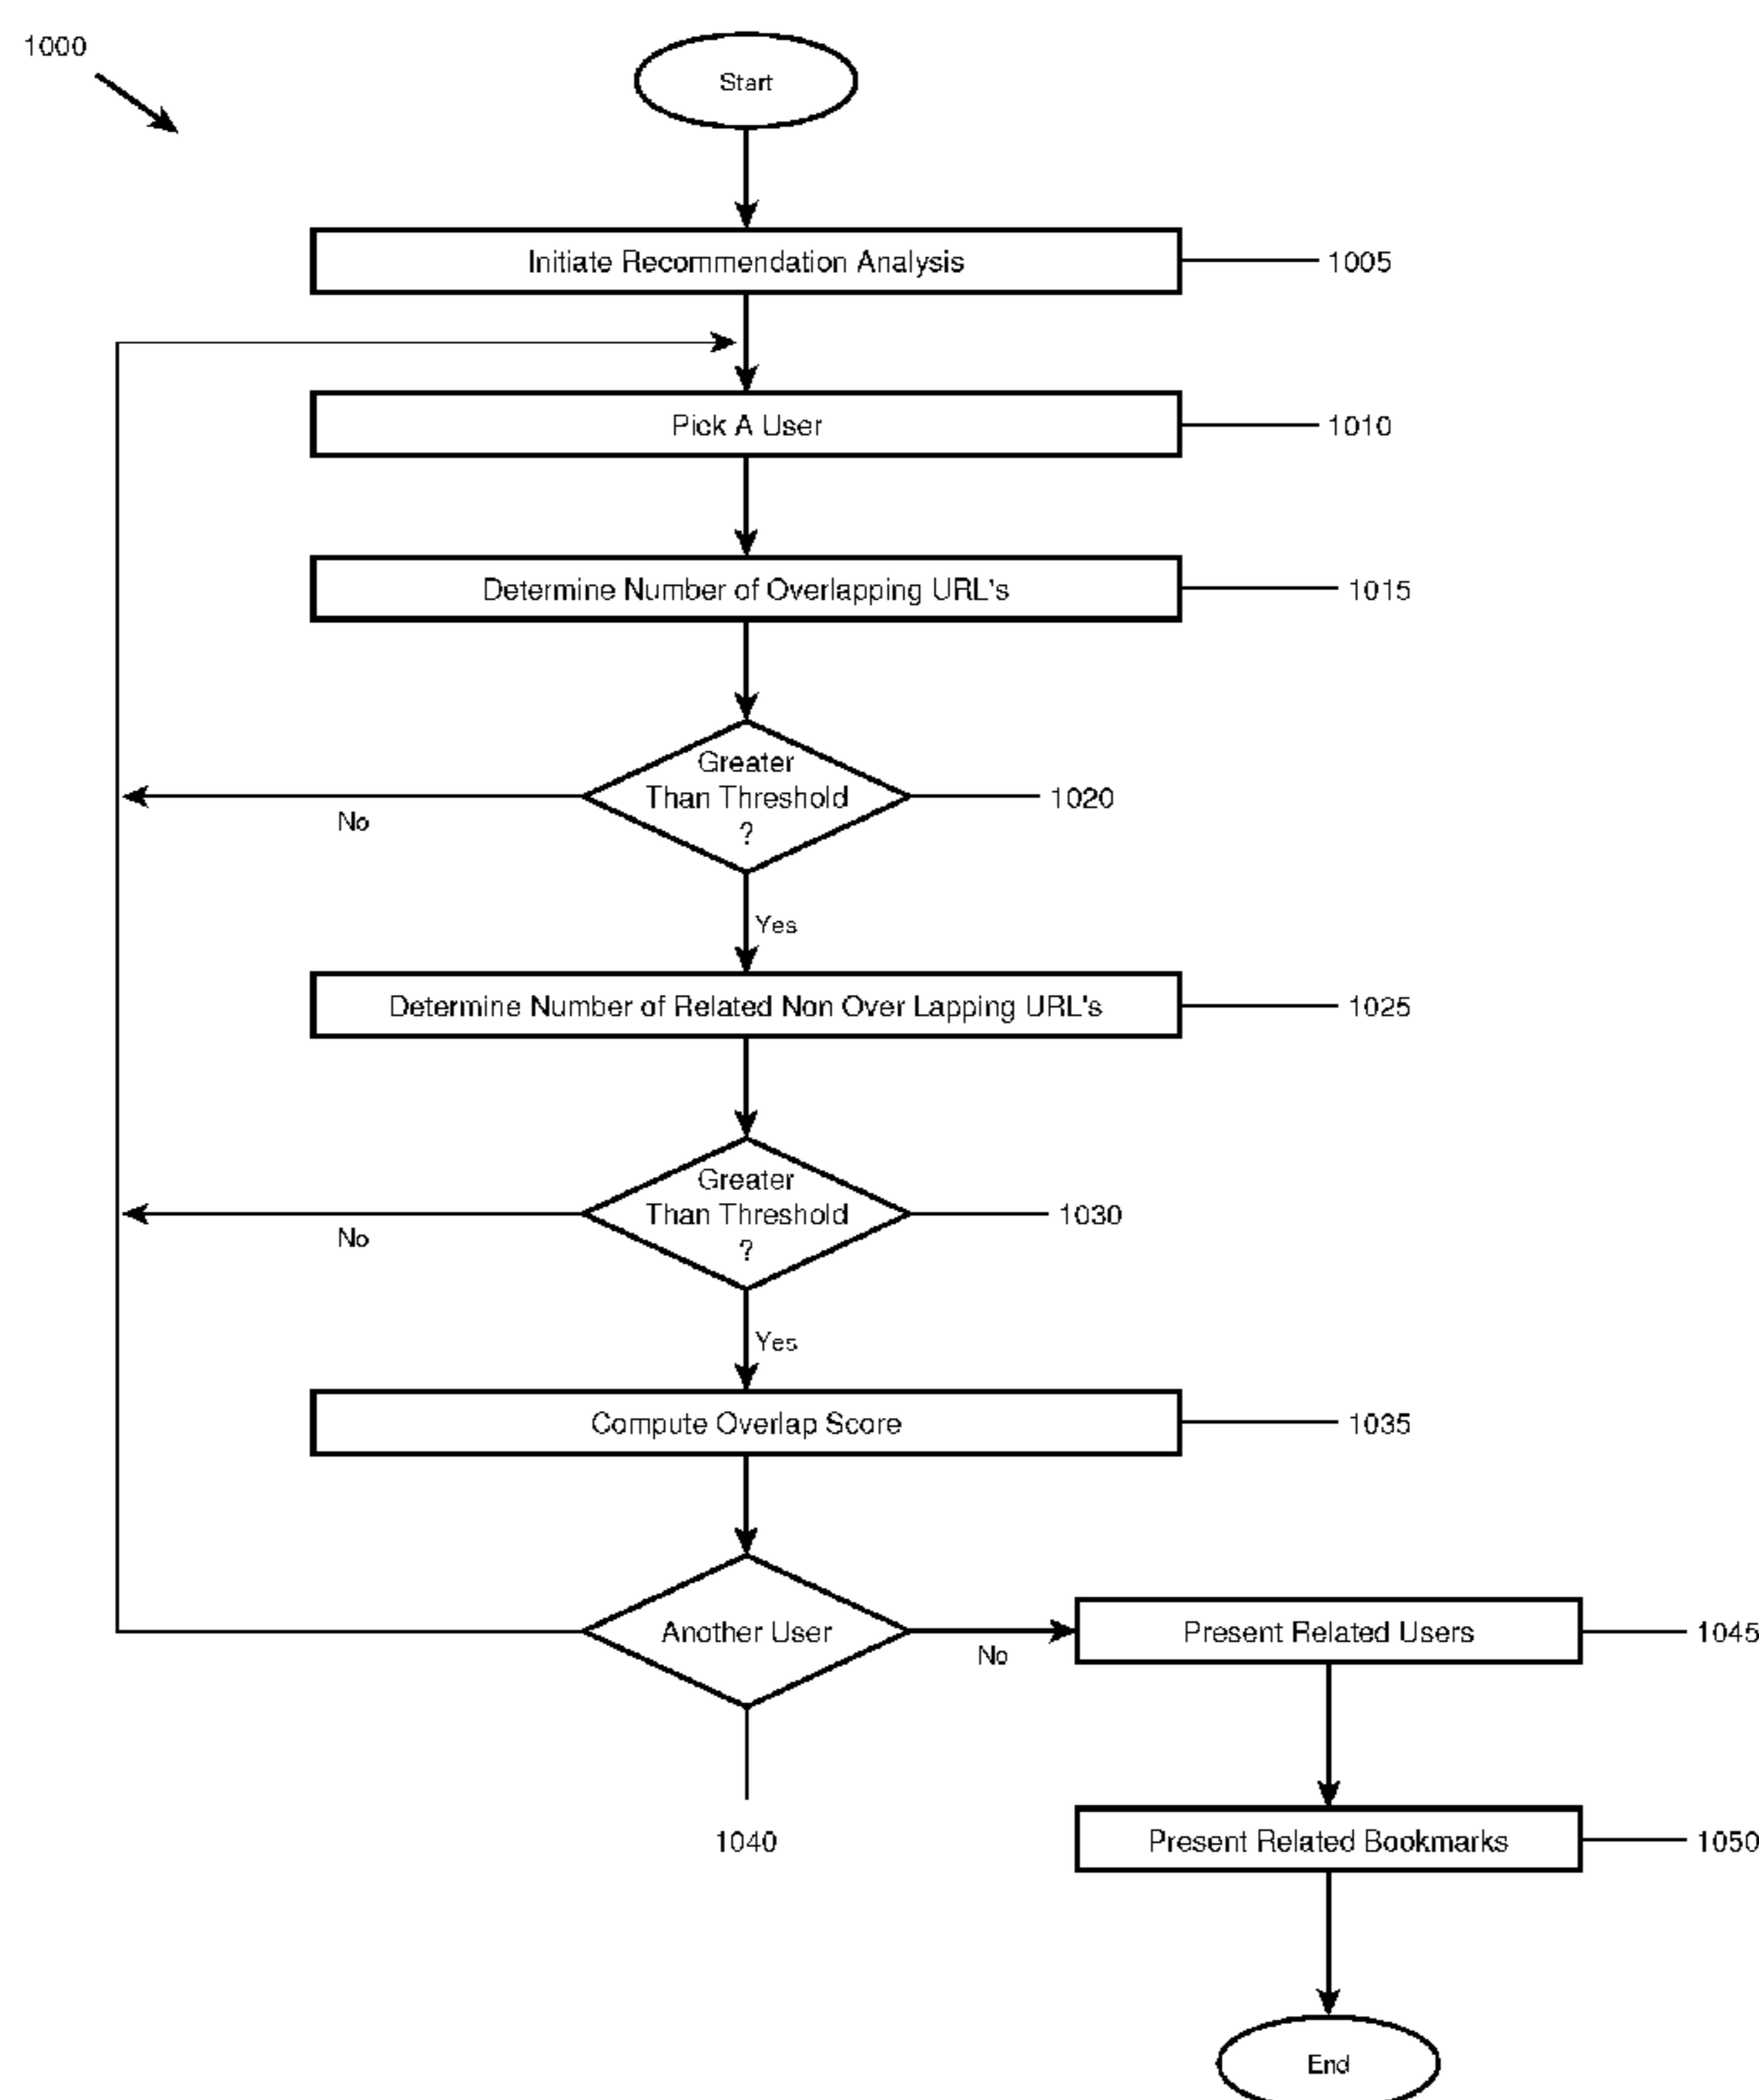 1000
Start
Initiate Recommendation Analysis
1005
Pick A User
1010
Determine Number of Overlapping URL's
1015
Greater
Than Threshold
?
1020
No
Yes
Determine Number of Related Non Over Lapping URL's
1025
Greater
Than Threshold
?
1030
No
Yes
Compute Overlap Score
1035
Another User
No
Present Related Users
1045
1040
Present Related Bookmarks
1050
End